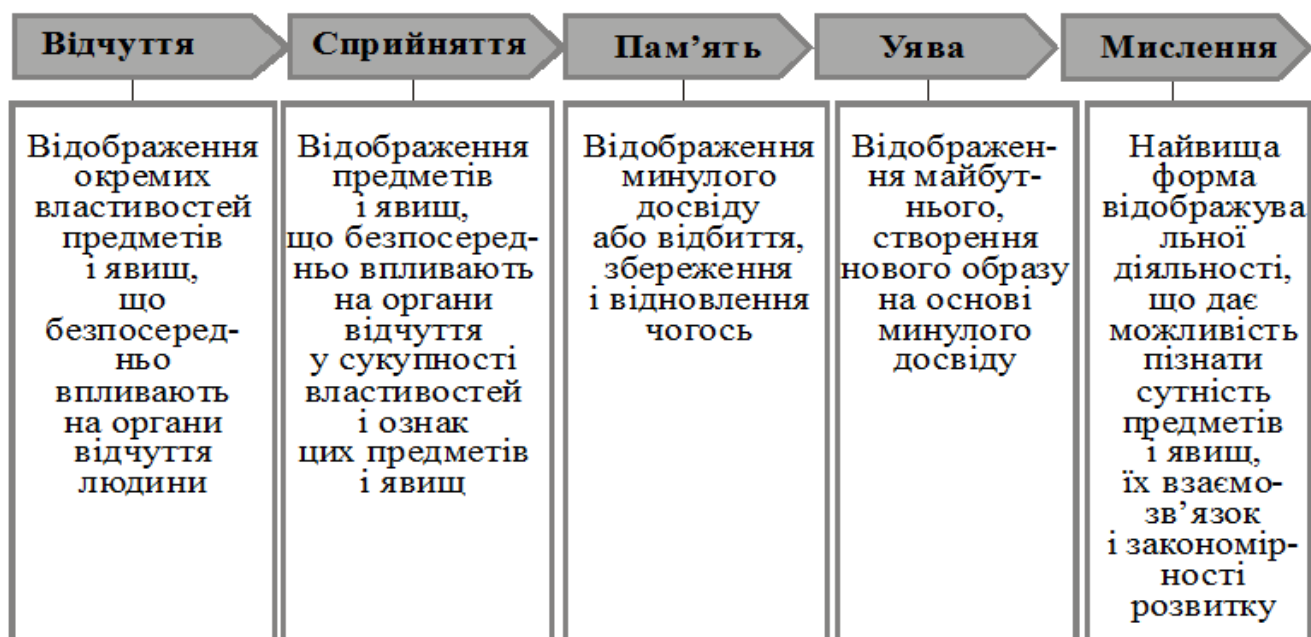 Відчуття
Сприйняття
Пам’ять
Уява
Мислення
Відображення
окремих
властивостей
предметів
і явищ,
що
безпосеред-
ньо
впливають
на органи
відчуття
людини
Відображення
предметів
і явищ,
що безпосеред-
ньо впливають
на органи
відчуття
у сукупності
властивостей
і ознак
цих предметів
і явищ
Відображення
минулого
досвіду
або відбиття,
збереження
і відновлення
чогось
Відображен-
ня майбут-
нього,
створення
нового образу
на основі
минулого
досвіду
Найвища
форма
відображува
льної
діяльності,
що дає
можливість
пізнати
сутність
предметів
і явищ,
їх взаємо-
зв’язок
і закономір-
ності
розвитку